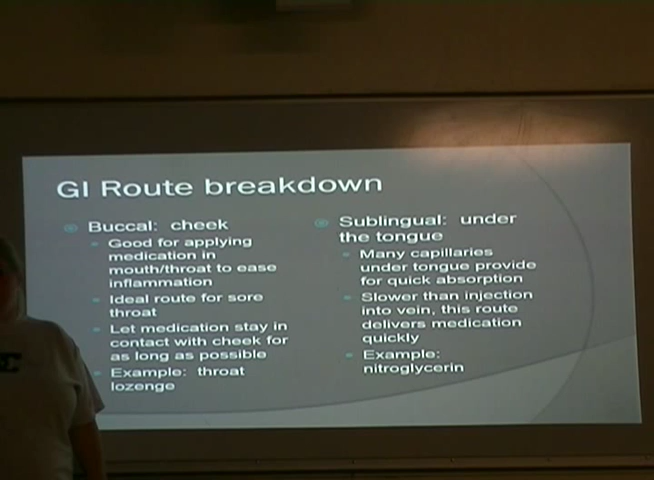 GI Route breakdown
Buccal: cheek
Good for applying
medication in
mouth/throat to ease
inflammation
Ideal route for sore
throat
Let medication stay in
contact with cheek for
as long as possible
Example: throat
lozenge
Sublingual: under
the tongue
Many capillaries
under tongue provide
for quick absorption
Slower than injection
into vein, this route
delivers medication
quickly
Example:
nitroglycerin